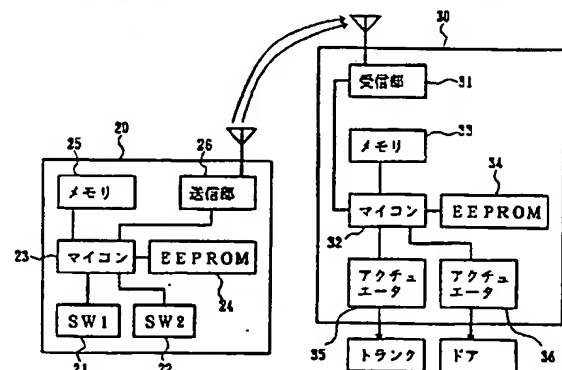 20
25
メモリ
26
送信部
23
マイコン
EEPROM
24
SW1
SW2
21
22
30
受信部
31
33
メモリ
34
マイコン
EEPROM
32
アクチュ
エータ
アクチュ
エータ
35
36
トランク
ドア